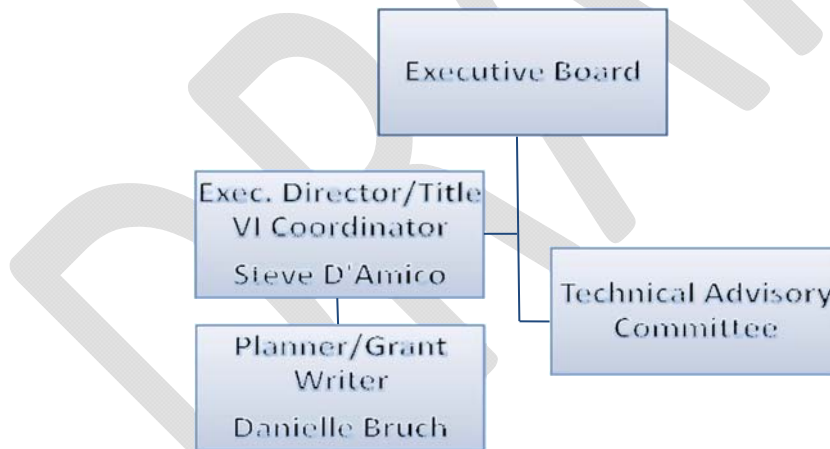 Executive Board
Exec. Director/Title
VI Coordinator
Steve D'Amico
Technical Advisory
Committee
Planner/Grant
Writer
Danielle Bruch